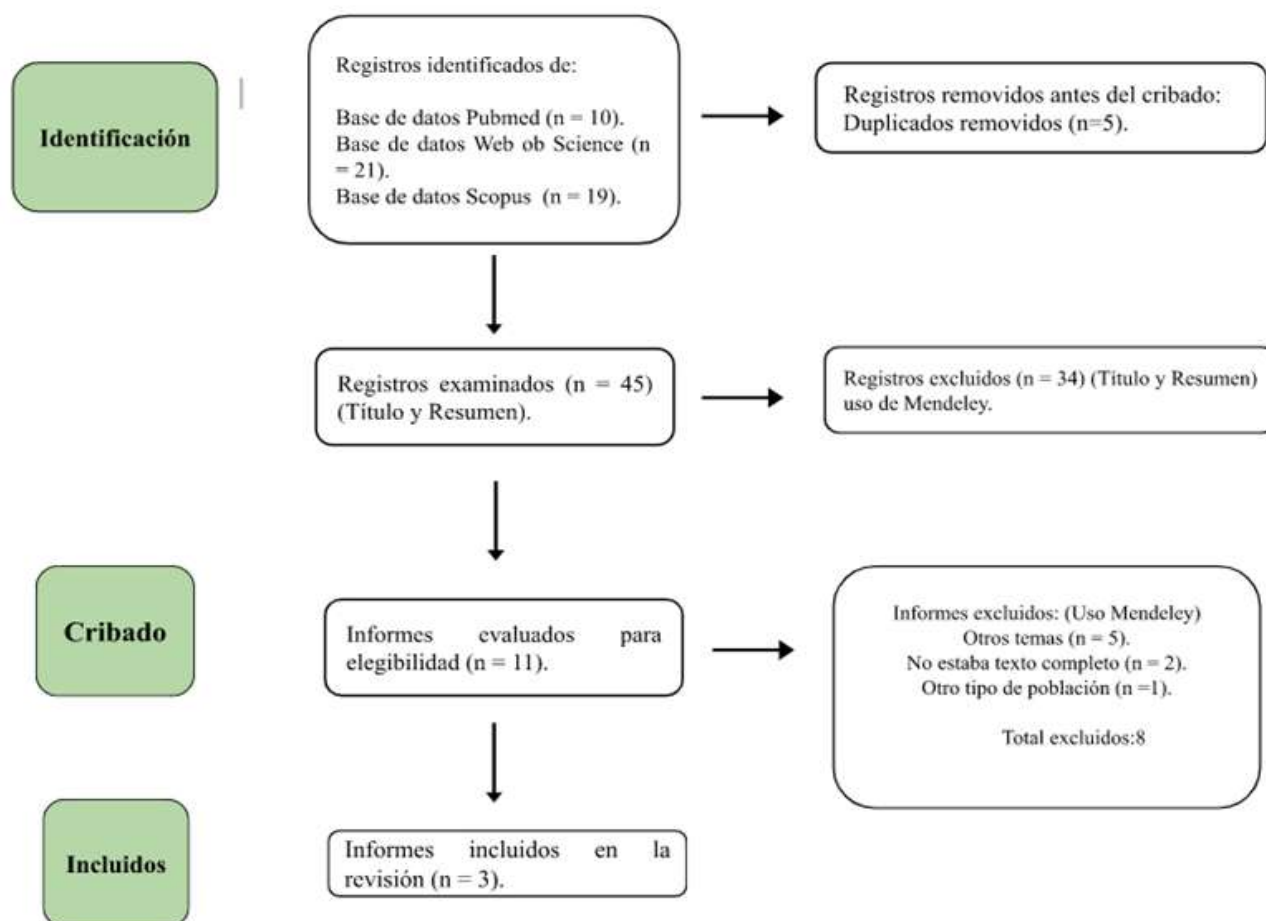 Identificación
Registros identificados de:
Base de datos Pubmed (n = 10).
Base de datos Web ob Science (n
= 21).
Base de datos Scopus (n = 19).
Registros removidos antes del cribado:
Duplicados removidos (n=5).
Registros examinados (n = 45)
(Título y Resumen).
Registros excluidos (n = 34) (Título y Resumen)
uso de Mendeley.
Cribado
Informes evaluados para
elegibilidad (n = 11).
Informes excluidos: (Uso Mendeley)
Otros temas (n = 5).
No estaba texto completo (n = 2).
Otro tipo de población (n =1).
Total excluidos:8
Incluidos
Informes incluidos en la
revisión (n = 3).